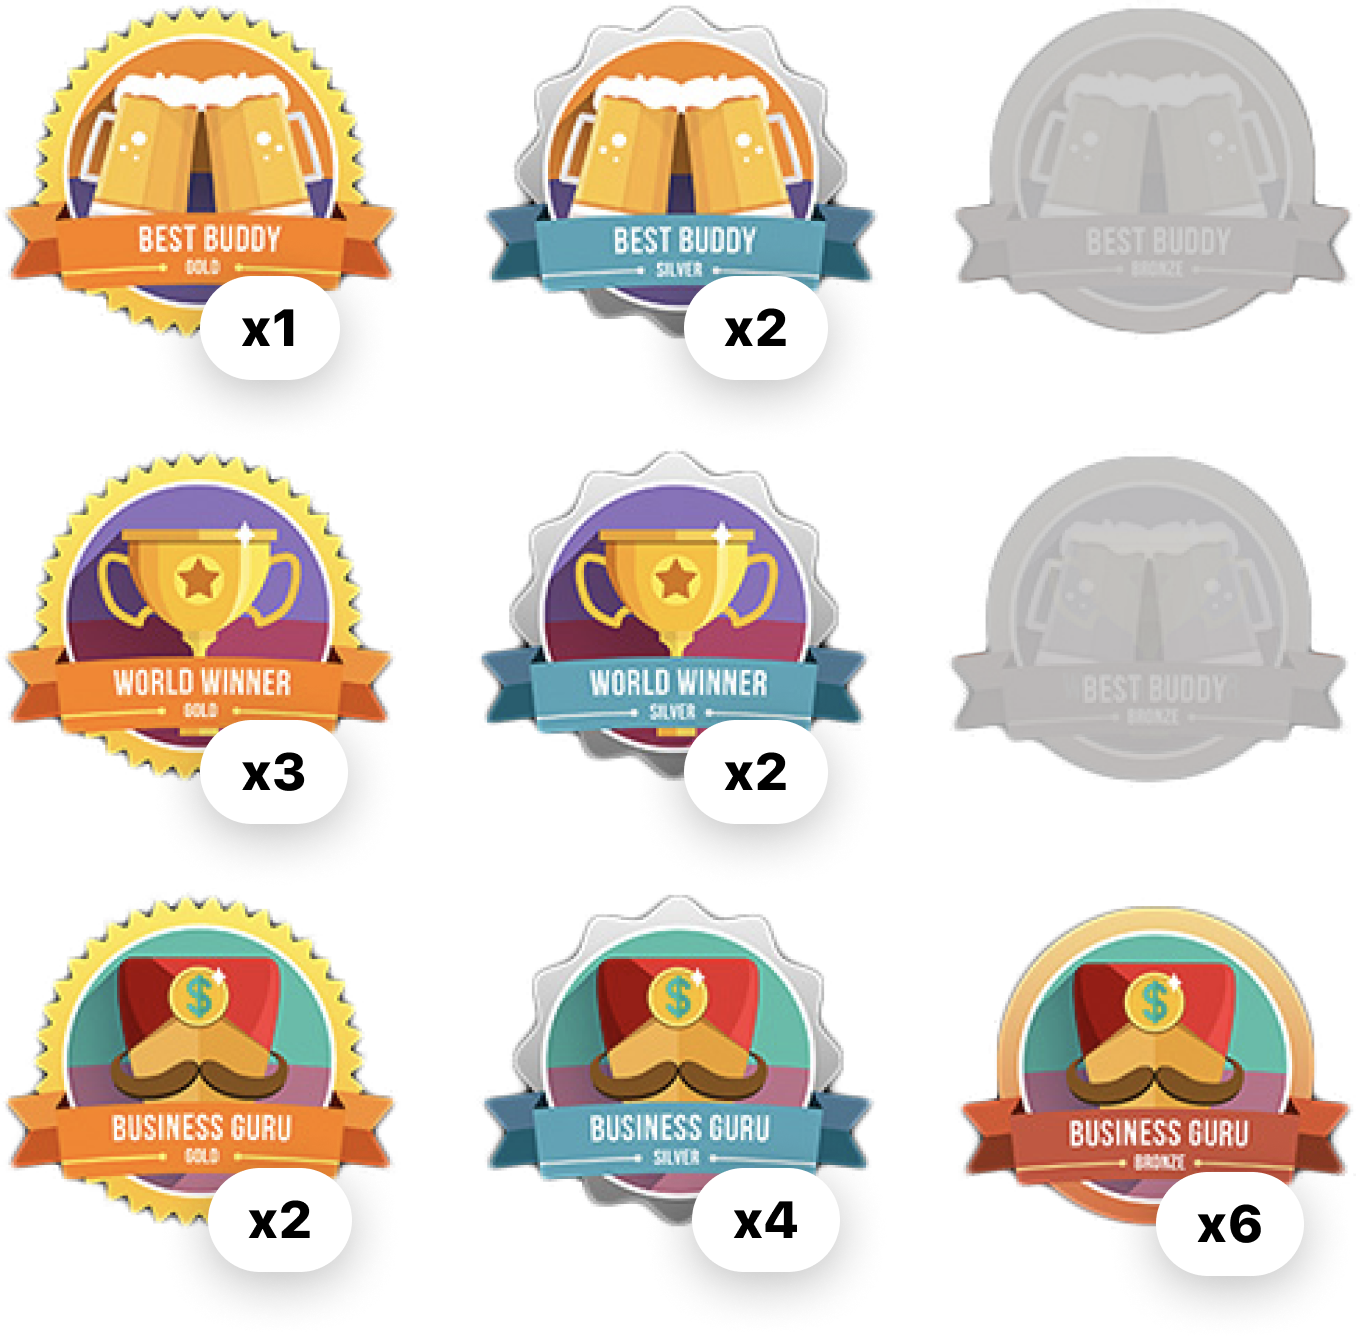 BEST BUDDY
GOLD
x1
BEST BUDDY
SILVER
x2
BEST BUDDY
BRONZE
WORLD WINNER
GOLD
x3
WORLD WINNER
SILVER
x2
BEST BUDDY
BRONZE
$
BUSINESS GURU
GOLD
x2
$
BUSINESS GURU
SILVER
x4
$
BUSINESS GURU
BRONZE
x6